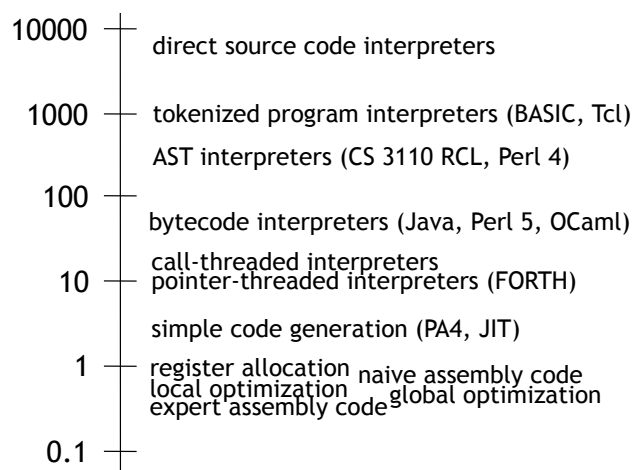 10000
direct source code interpreters
1000
tokenized program interpreters (BASIC, Tcl)
AST interpreters (CS 3110 RCL, Perl 4)
100
bytecode interpreters (Java, Perl 5, OCaml)
call-threaded interpreters
10
pointer-threaded interpreters (FORTH)
simple code generation (PA4, JIT)
1
register allocation
naive assembly code
local optimization
global optimization
expert assembly code
0.1